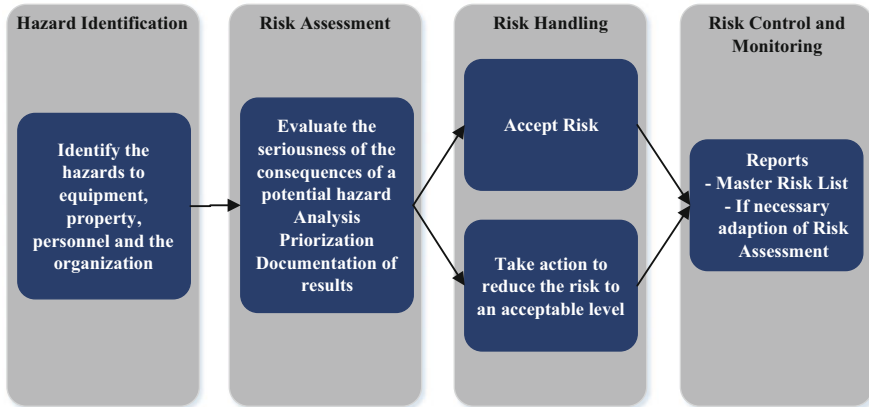 Hazard Identification
Identify the
hazards to
equipment,
property,
personnel and the
organization
Risk Assessment
Evaluate the
seriousness of the
consequences of a
potential hazard
Analysis
Priorization
Documentation of
results
Risk Handling
Accept Risk
Take action to
reduce the risk to
an acceptable level
Risk Control and
Monitoring
Reports
- Master Risk List
- If necessary
adaption of Risk
Assessment